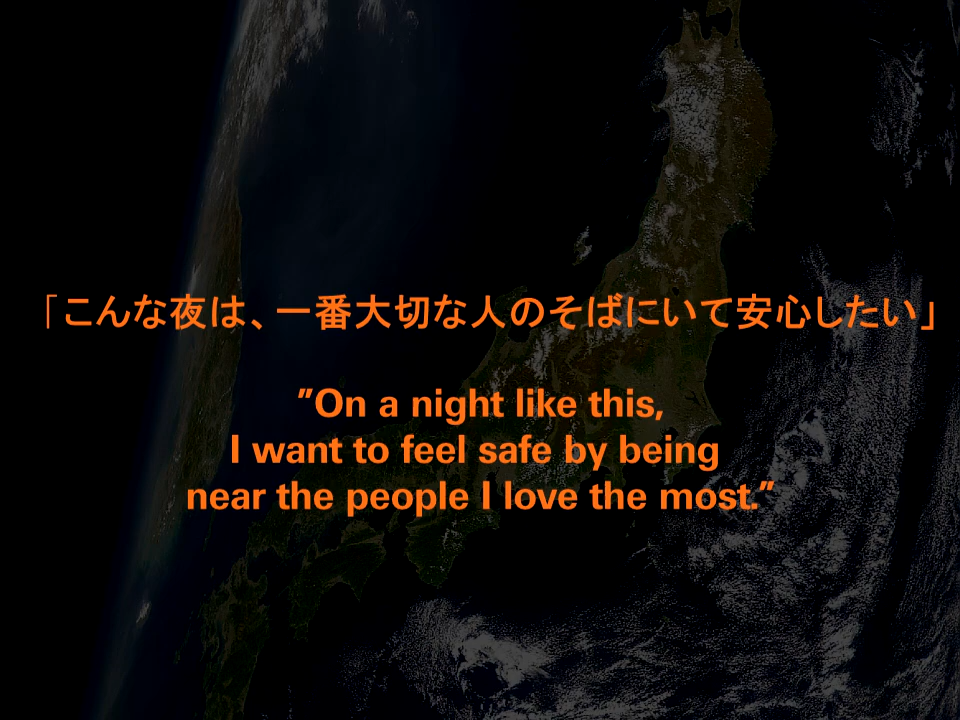 「こんな夜は、一番大切な人のそばにいて安心したい」
"On a night like this,
I want to feel safe by being
near the people I love the most."